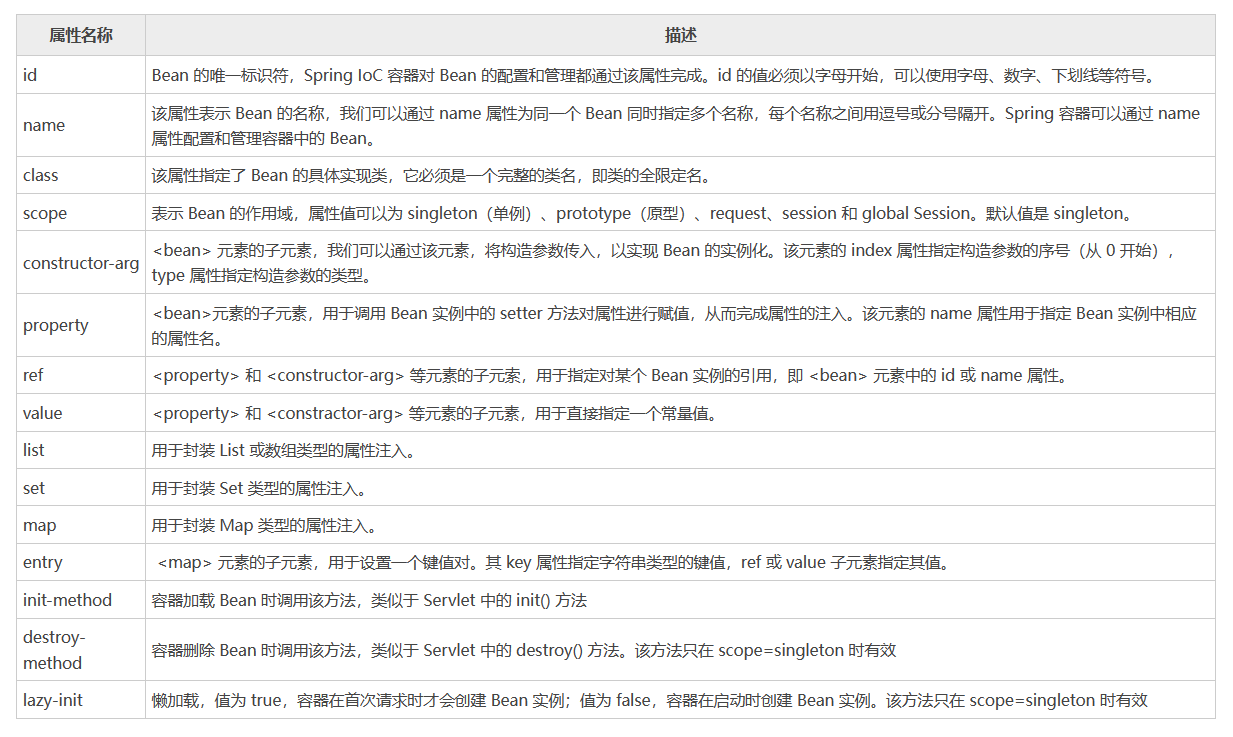 属性名称 描述
id Bean 的唯一标识符，Spring IoC 容器对 Bean 的配置和管理都通过该属性完成。id 的值必须以字母开始，可以使用字母、数字、下划线等符号。
name 该属性表示 Bean 的名称，我们可以通过 name 属性为同一个 Bean 同时指定多个名称，每个名称之间用逗号或分号隔开。Spring 容器可以通过 name
属性配置和管理容器中的 Bean。
class 该属性指定了 Bean 的具体实现类，它必须是一个完整的类名，即类的全限定名。
scope 表示 Bean 的作用域，属性值可以为 singleton（单例）、prototype（原型）、request、session 和 global Session。默认值是 singleton。
constructor-arg <bean> 元素的子元素，我们可以通过该元素，将构造参数传入，以实现 Bean 的实例化。该元素的 index 属性指定构造参数的序号（从 0 开始），
type 属性指定构造参数的类型。
property <bean>元素的子元素，用于调用 Bean 实例中的 setter 方法对属性进行赋值，从而完成属性的注入。该元素的 name 属性用于指定 Bean 实例中相应
的属性名。
ref <property> 和 <constructor-arg> 等元素的子元索，用于指定对某个 Bean 实例的引用，即 <bean> 元素中的 id 或 name 属性。
value <property> 和 <constractor-arg> 等元素的子元素，用于直接指定一个常量值。
list 用于封装 List 或数组类型的属性注入。
set 用于封装 Set 类型的属性注入。
map 用于封装 Map 类型的属性注入。
entry <map> 元素的子元素，用于设置一个键值对。其 key 属性指定字符串类型的键值，ref 或 value 子元素指定其值。
init-method 容器加载 Bean 时调用该方法，类似于 Servlet 中的 init() 方法
destroy-
method 容器删除 Bean 时调用该方法，类似于 Servlet 中的 destroy() 方法。该方法只在 scope=singleton 时有效
lazy-init 懒加载，值为 true，容器在首次请求时才会创建 Bean 实例；值为 false，容器在启动时创建 Bean 实例。该方法只在 scope=singleton 时有效